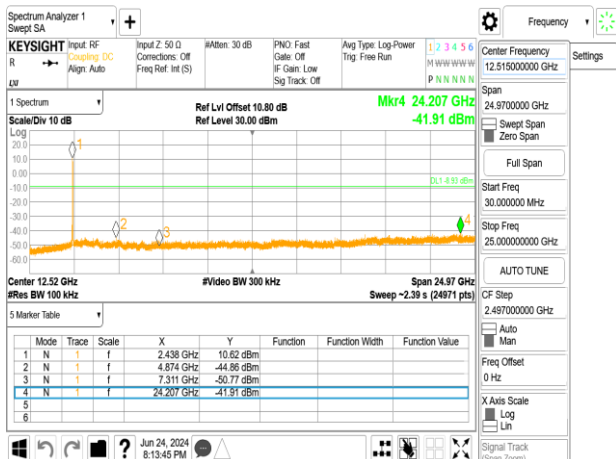 Spectrum Analyzer 1
Swept SA
Frequency
KEYSIGHT Input: RF Input Z: 50 Ω #Atten: 30 dB PNO: Fast Avg Type: Log-Power 1 2 3 4 5 6
R Coupling: DC Corrections: Off Gate: Off Trig: Free Run M W W W W W
Align: Auto Freq Ref: Int (S) IF Gain: Low
Sig Track: Off P N N N N N
LXI
Center Frequency
12.515000000 GHz
Settings
Span
24.9700000 GHz
Swept Span
Zero Span
Full Span
Start Freq
30.000000 MHz
Stop Freq
25.000000000 GHz
AUTO TUNE
CF Step
2.497000000 GHz
Auto
Man
Freq Offset
0 Hz
X Axis Scale
Log
Lin
Signal Track
(Span Zoom)
1 Spectrum
Scale/Div 10 dB
Ref Lvl Offset 10.80 dB
Ref Level 30.00 dBm
Mkr4 24.207 GHz
-41.91 dBm
Log
20.0
10.0
0.00
-10.0
-20.0
-30.0
-40.0
-50.0
-60.0
1
2
3
4
DL1 -8.93 dBm
Center 12.52 GHz #Video BW 300 kHz Span 24.97 GHz
#Res BW 100 kHz Sweep ~2.39 s (24971 pts)
5 Marker Table
Mode Trace Scale X Y Function Function Width Function Value
1 N 1 f 2.438 GHz 10.62 dBm
2 N 1 f 4.874 GHz -44.86 dBm
3 N 1 f 7.311 GHz -50.77 dBm
4 N 1 f 24.207 GHz -41.91 dBm
5
6
?
Jun 24, 2024
8:13:45 PM